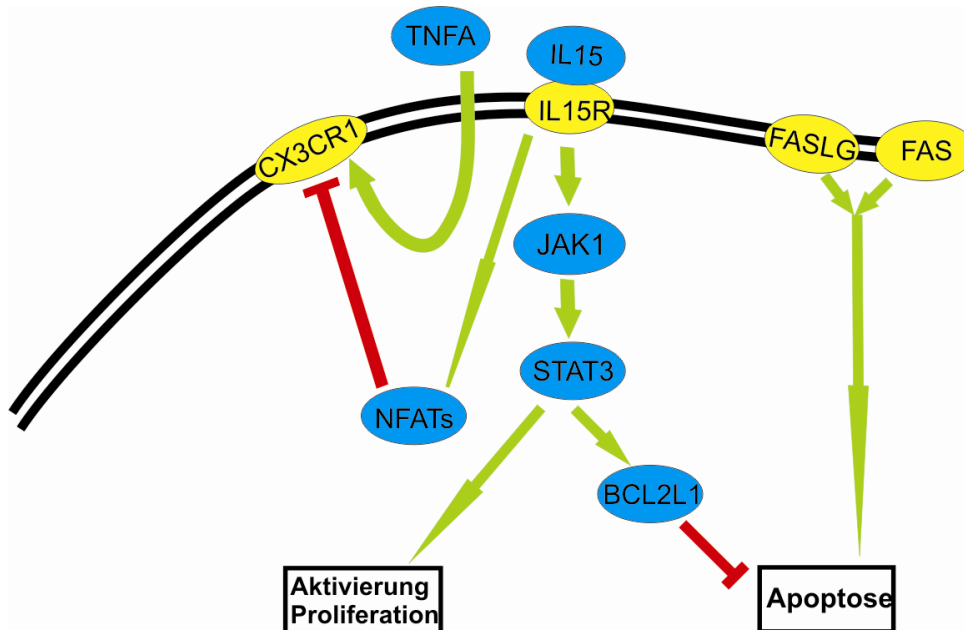 TNFA
IL15
IL15R
CX3CR1
FASLG
FAS
JAK1
STAT3
NFATs
BCL2L1
Aktivierung
Proliferation
Apoptose